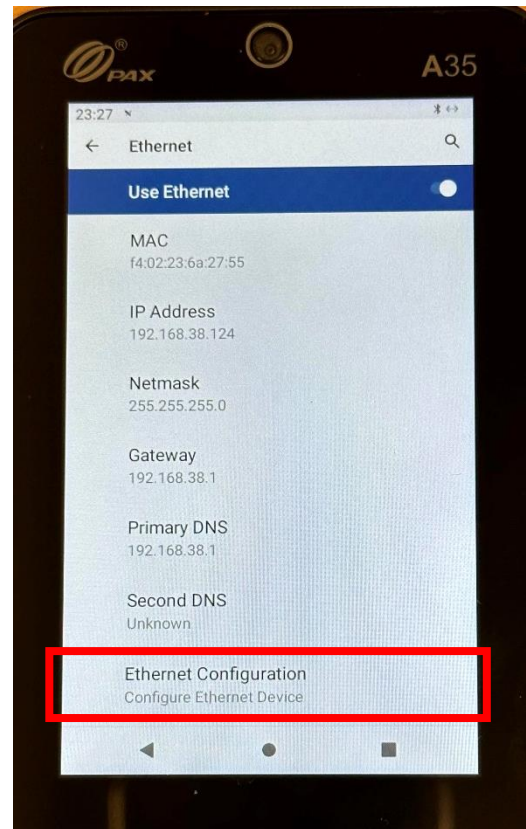 PAX®
A35
23:27
Ethernet
Use Ethernet
MAC
f4:02:23:6a:27:55
IP Address
192.168.38.124
Netmask
255.255.255.0
Gateway
192.168.38.1
Primary DNS
192.168.38.1
Second DNS
Unknown
Ethernet Configuration
Configure Ethernet Device